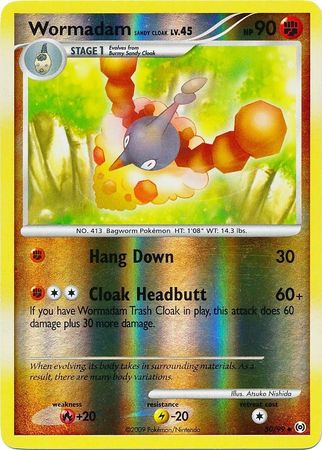 Wormadam SANDY CLOAK LV.45 HP 90
STAGE 1 Evolves from
Burmy Sandy Cloak
NO. 413 Bagworm Pokémon HT: 1'08" WT: 14.3 lbs.
Hang Down 30
Cloak Headbutt 60+
If you have Wormadam Trash Cloak in play, this attack does 60
damage plus 30 more damage.
When evolving, its body takes in surrounding materials. As a
result, there are many body variations.
Illus. Atsuko Nishida
weakness resistance retreat cost
+20 -20
©2009 Pokémon/Nintendo 50/99